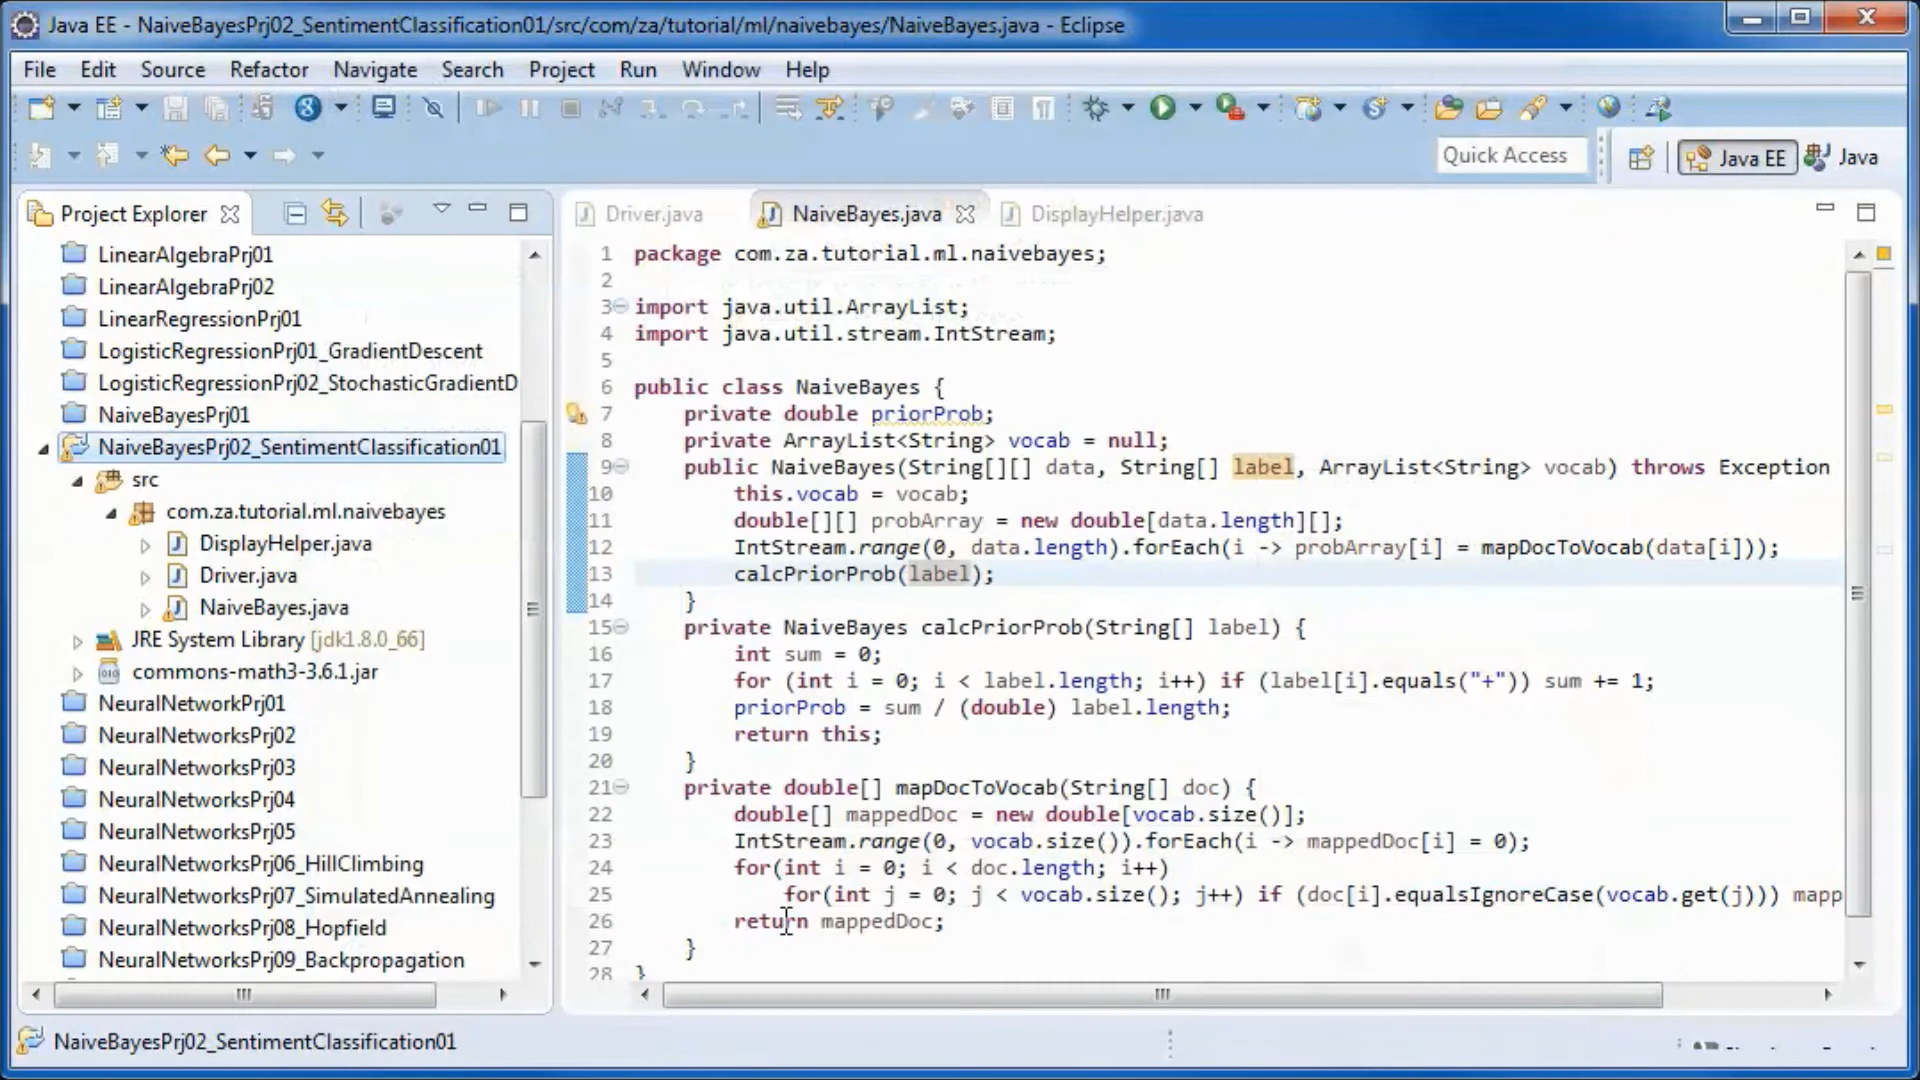 Java EE - NaiveBayesPrj02_SentimentClassification01/src/com/za/tutorial/ml/naivebayes/NaiveBayes.java - Eclipse
File Edit Source Refactor Navigate Search Project Run Window Help
Quick Access
Java EE
Java
Project Explorer
LinearAlgebraPrj01
LinearAlgebraPrj02
LinearRegressionPrj01
LogisticRegressionPrj01_GradientDescent
LogisticRegressionPrj02_StochasticGradientD
NaiveBayesPrj01
NaiveBayesPrj02_SentimentClassification01
src
com.za.tutorial.ml.naivebayes
DisplayHelper.java
Driver.java
NaiveBayes.java
JRE System Library [jdk1.8.0_66]
commons-math3-3.6.1.jar
NeuralNetworkPrj01
NeuralNetworksPrj02
NeuralNetworksPrj03
NeuralNetworksPrj04
NeuralNetworksPrj05
NeuralNetworksPrj06_HillClimbing
NeuralNetworksPrj07_SimulatedAnnealing
NeuralNetworksPrj08_Hopfield
NeuralNetworksPrj09_Backpropagation
Driver.java NaiveBayes.java DisplayHelper.java
1 package com.za.tutorial.ml.naivebayes;
2
3 import java.util.ArrayList;
4 import java.util.stream.IntStream;
5
6 public class NaiveBayes {
7 private double priorProb;
8 private ArrayList<String> vocab = null;
9 public NaiveBayes(String[][] data, String[] label, ArrayList<String> vocab) throws Exception
10 this.vocab = vocab;
11 double[][] probArray = new double[data.length][];
12 IntStream.range(0, data.length).forEach(i -> probArray[i] = mapDocToVocab(data[i]));
13 calcPriorProb(label);
14 }
15 private NaiveBayes calcPriorProb(String[] label) {
16 int sum = 0;
17 for (int i = 0; i < label.length; i++) if (label[i].equals("+")) sum += 1;
18 priorProb = sum / (double) label.length;
19 return this;
20 }
21 private double[] mapDocToVocab(String[] doc) {
22 double[] mappedDoc = new double[vocab.size()];
23 IntStream.range(0, vocab.size()).forEach(i -> mappedDoc[i] = 0);
24 for(int i = 0; i < doc.length; i++)
25 for(int j = 0; j < vocab.size(); j++) if (doc[i].equalsIgnoreCase(vocab.get(j))) mapp
26 return mappedDoc;
27 }
28 }
NaiveBayesPrj02_SentimentClassification01